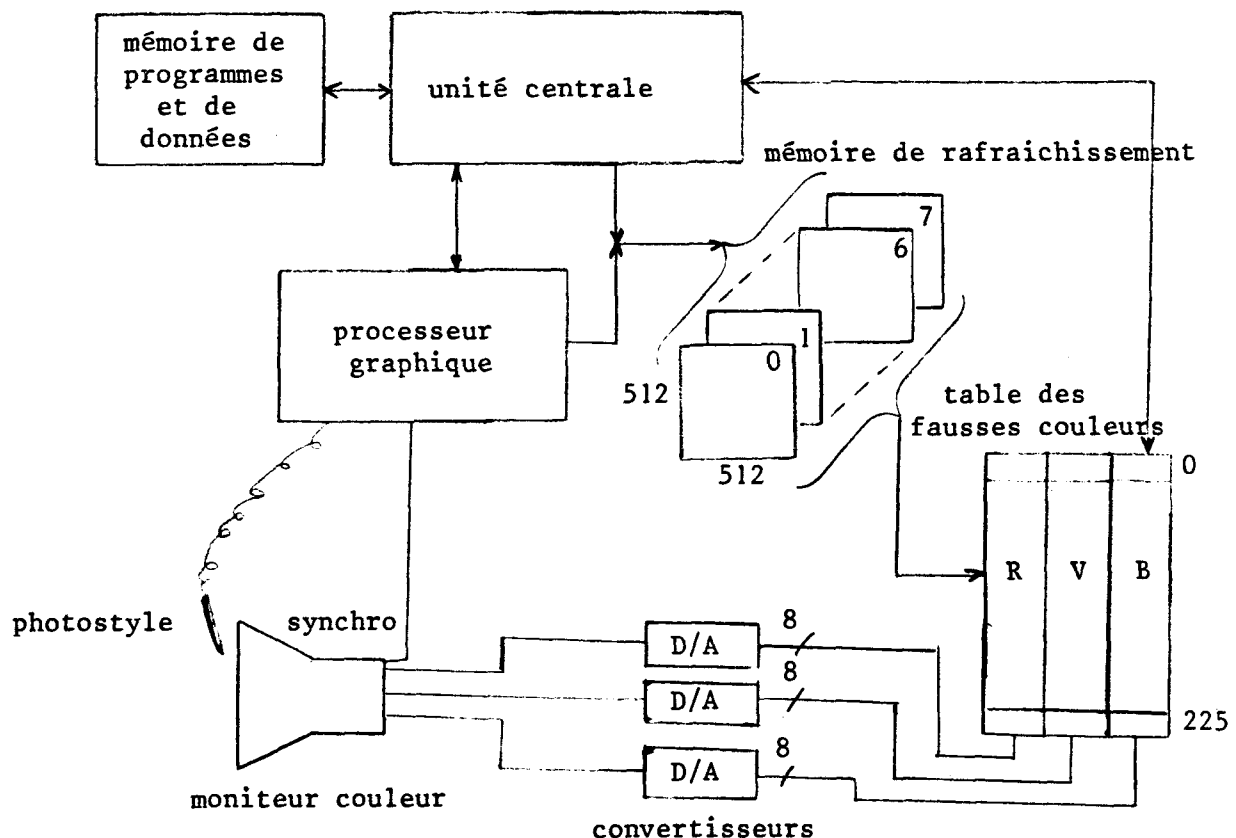 mémoire de
programmes
et de
données
unité centrale
mémoire de rafraichissement
7
6
1
0
512
512
processeur
graphique
table des
fausses couleurs
0
R V B
225
photostyle
synchro
D/A
8
D/A
8
D/A
8
moniteur couleur
convertisseurs